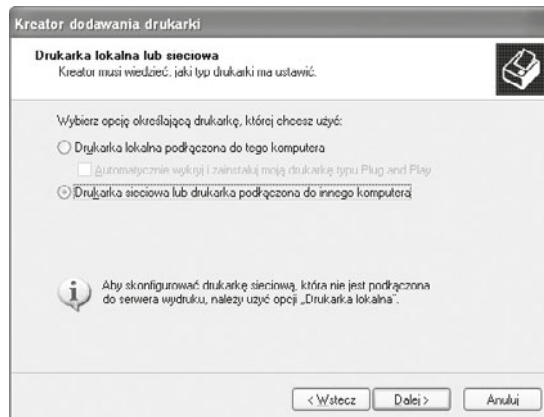 Kreator dodawania drukarki
Drukarka lokalna lub sieciowa
Kreator musi wiedzieć, jaki typ drukarki ma ustawić.
Wybierz opcję określającą drukarkę, której chcesz użyć:
Drukarka lokalna podłączona do tego komputera
Automatycznie wykryj i zainstaluj moją drukarkę typu Plug and Play
Drukarka sieciowa lub drukarka podłączona do innego komputera
Aby skonfigurować drukarkę sieciową, która nie jest podłączona
do serwera wydruku, należy użyć opcji „Drukarka lokalna”.
< Wstecz Dalej > Anuluj